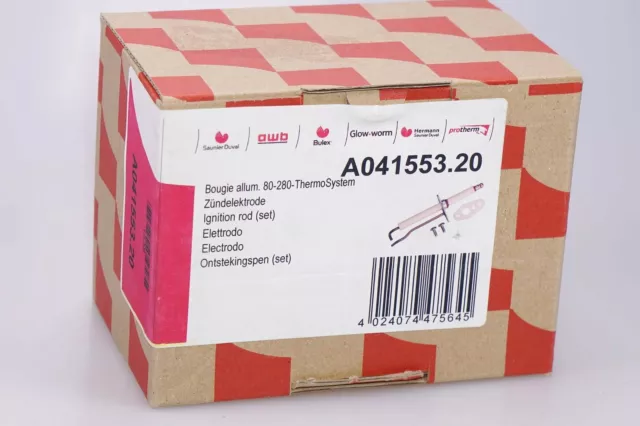 Saunier Duval
awb
Bulex
Glow-worm
Hermann
Saunier Duval
protherm
A041553.20
Bougie allum. 80-280-ThermoSystem
Zündelektrode
Ignition rod (set)
Elettrodo
Electrodo
Ontstekingspen (set)
4 024074 475645
A041553.20